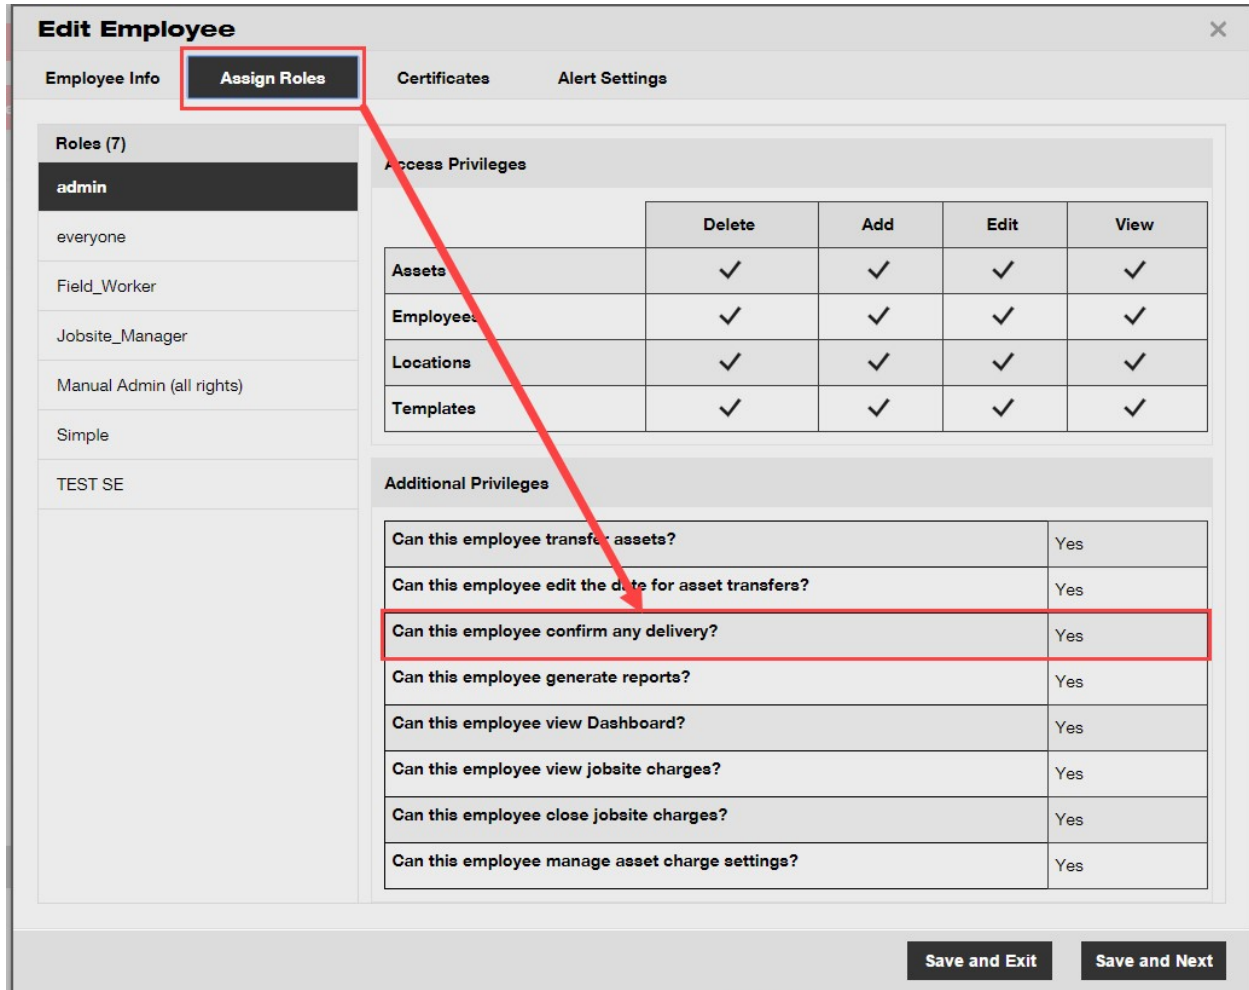 Edit Employee
Employee Info Assign Roles Certificates Alert Settings
Roles (7)
admin
everyone
Field_Worker
Jobsite_Manager
Manual Admin (all rights)
Simple
TEST SE
Access Privileges
Delete Add Edit View
Assets
Employees
Locations
Templates
Additional Privileges
Can this employee transfer assets? Yes
Can this employee edit the date for asset transfers? Yes
Can this employee confirm any delivery? Yes
Can this employee generate reports? Yes
Can this employee view Dashboard? Yes
Can this employee view jobsite charges? Yes
Can this employee close jobsite charges? Yes
Can this employee manage asset charge settings? Yes
Save and Exit Save and Next